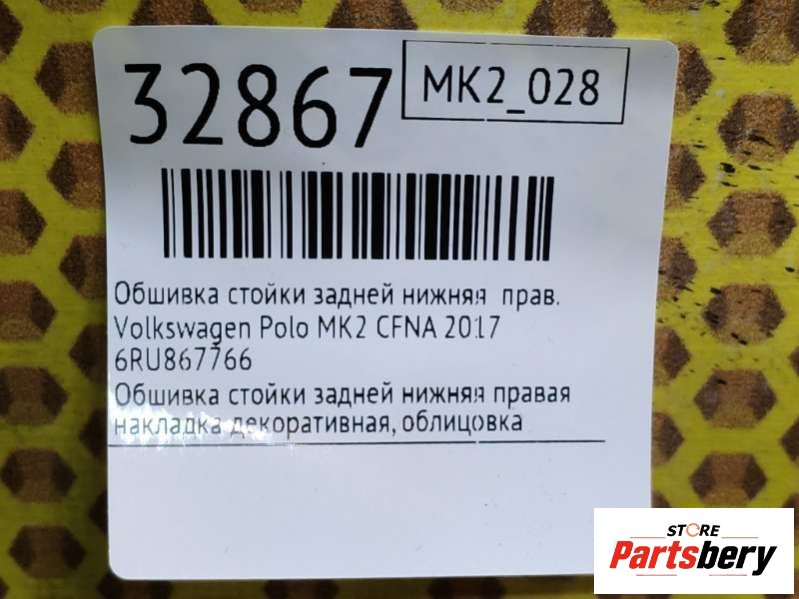 32867
MK2_028
Обшивка стойки задней нижняя прав.
Volkswagen Polo MK2 CFNA 2017
6RU867766
Обшивка стойки задней нижняя правая
накладка декоративная, облицовка
STORE
Partsbery